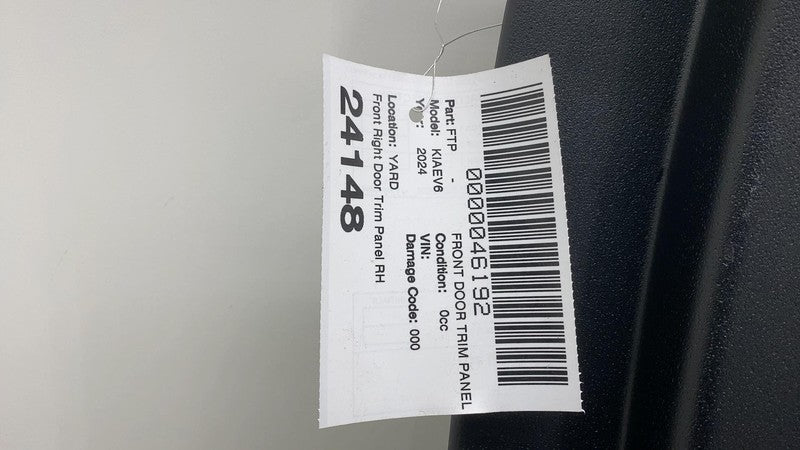 0000046192
Part: FTP - FRONT DOOR TRIM PANEL
Model: KIAEV6 Condition: 0cc
2024 VIN:
Damage Code: 000
Location: YARD
Front Right Door Trim Panel RH
24148